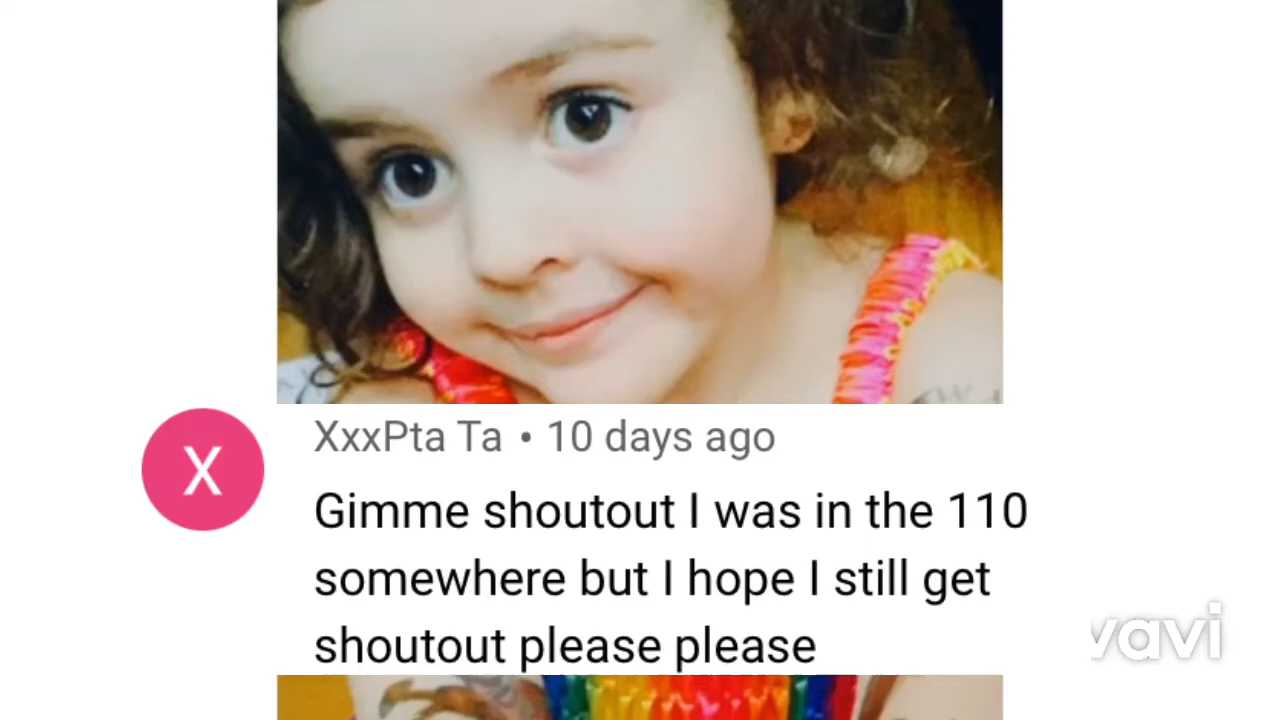 X
XxxPta Ta • 10 days ago
Gimme shoutout I was in the 110
somewhere but I hope I still get
shoutout please please